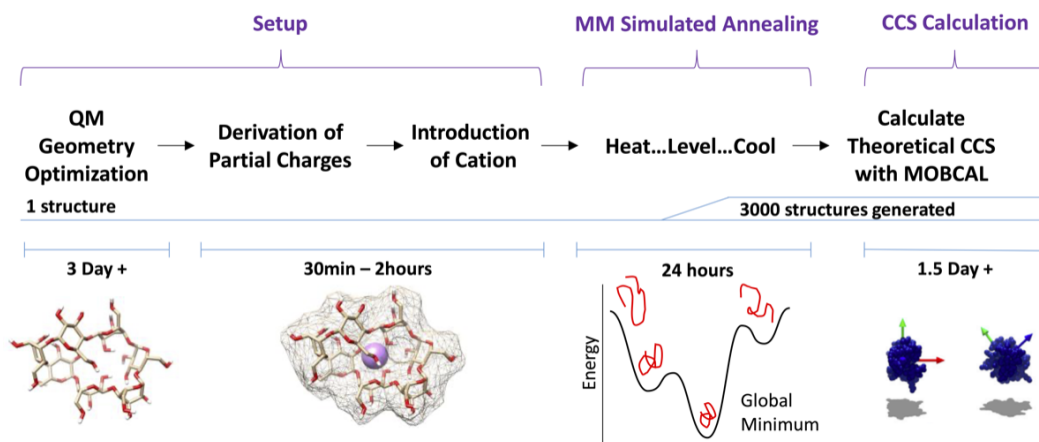 Setup
MM Simulated Annealing
CCS Calculation
QM
Geometry
Optimization
Derivation of
Partial Charges
Introduction
of Cation
Heat...Level...Cool
Calculate
Theoretical CCS
with MOBCAL
1 structure
3000 structures generated
3 Day +
30min – 2hours
24 hours
1.5 Day +
Energy
Global
Minimum